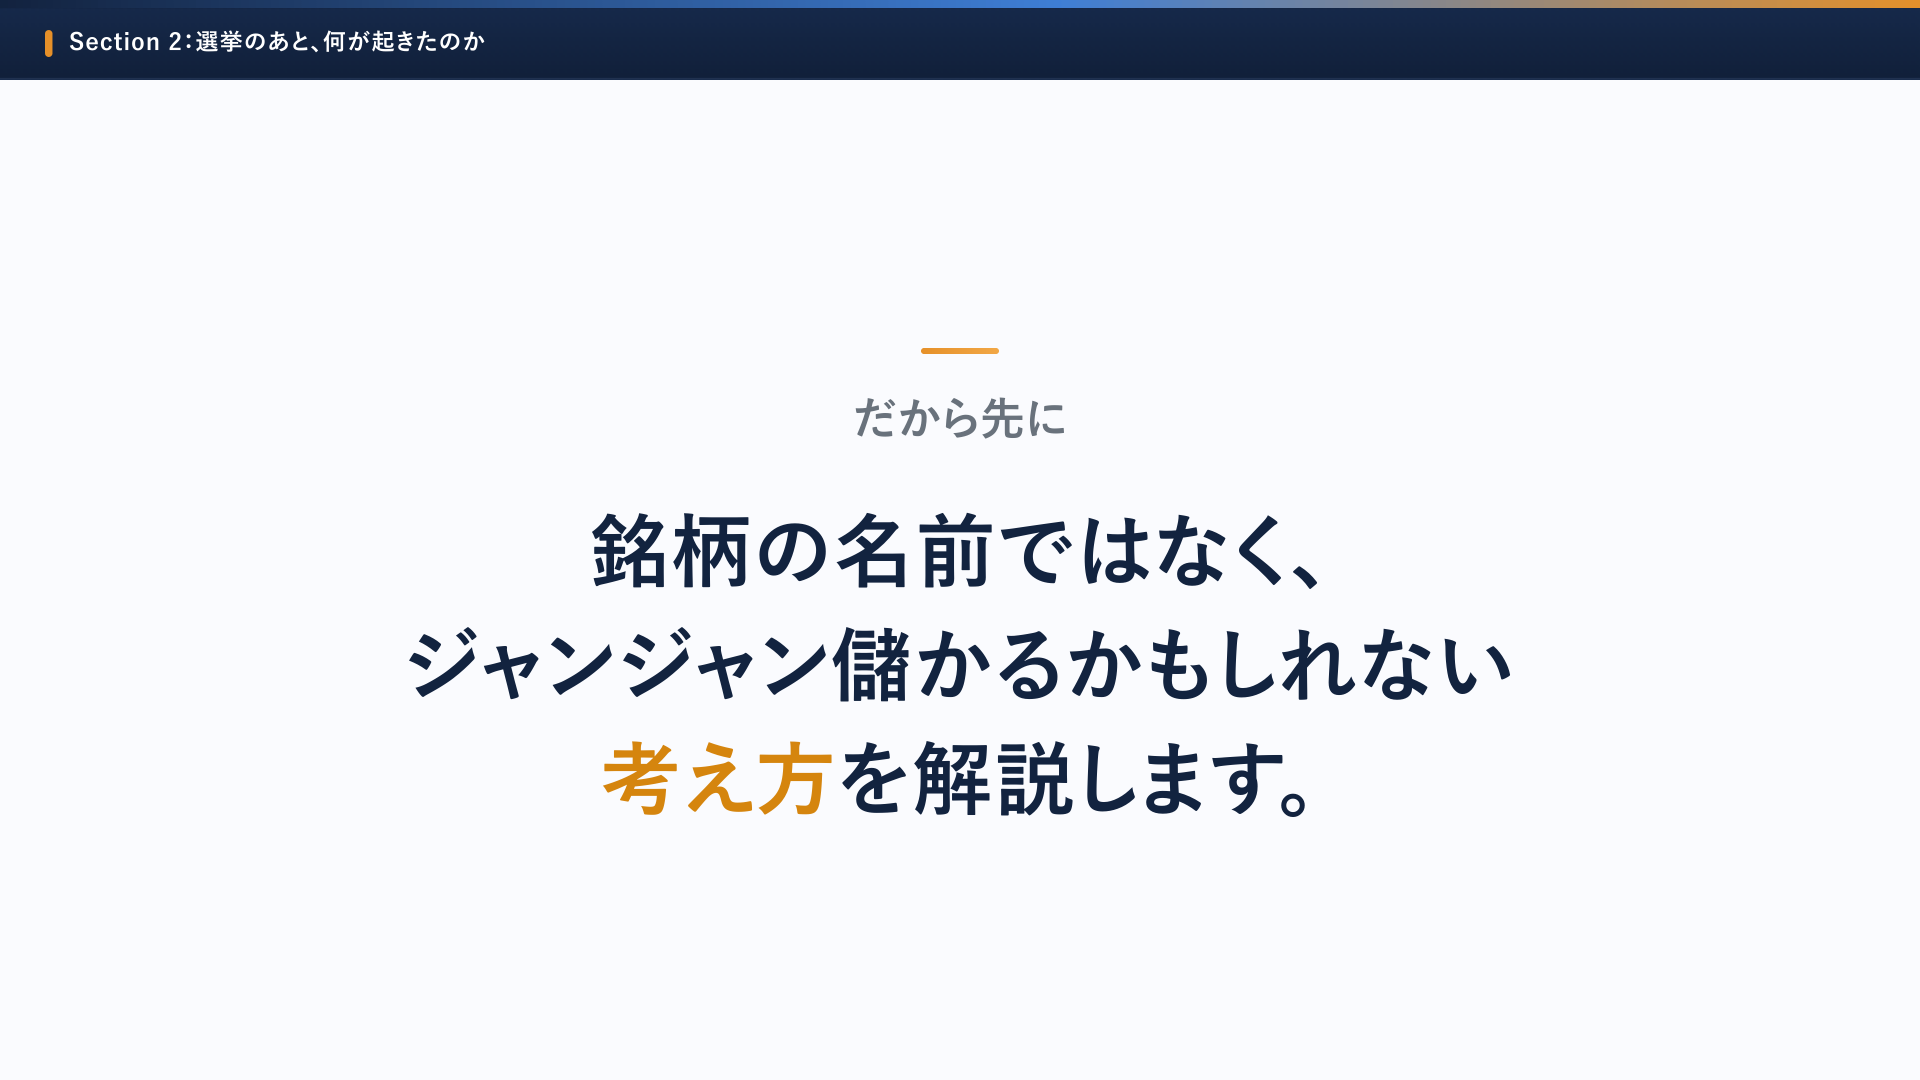 Section 2：選挙のあと、何が起きたのか
だから先に
銘柄の名前ではなく、
ジャンジャン儲かるかもしれない
考え方を解説します。